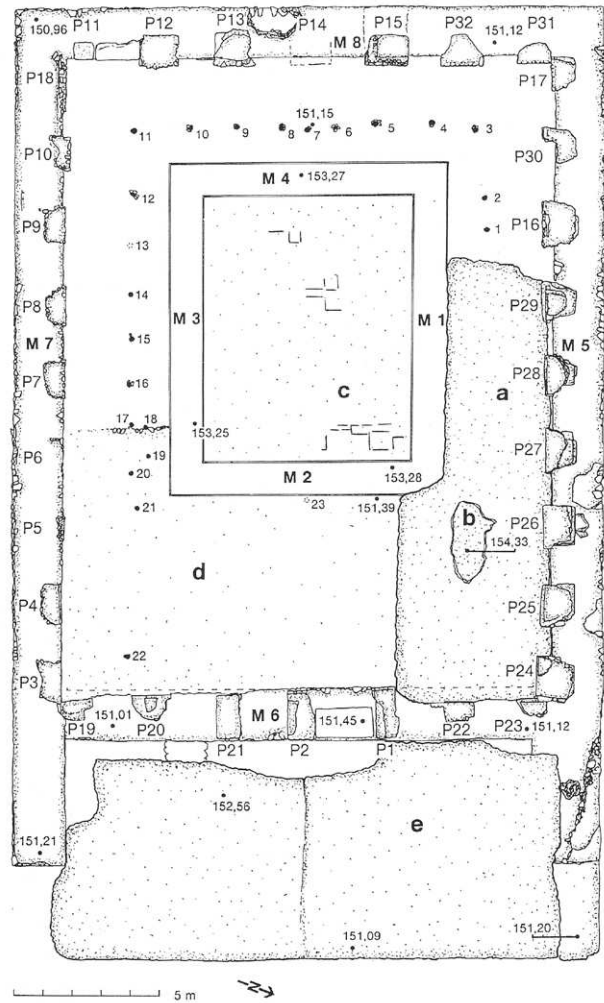 P11 P12 P13 P14 P15 P32 151,12 P31
150,96
M 8
P18 P17
11 10 9 8 7 151,15 6 5 4 3
P10 P30
M 4 153,27
12 2
P9 P16
13 1
14
P8 P29
M 7 M 3 M 1 M 5
15
a
P7 P28
16 c
17 18 153,25
P6 P27
19
20 M 2 153,28
21 23 151,39
P5 b P26
154,33
d
P4 P25
22
P3 P24
151,01 M 6 151,45
P19 P20 P21 P2 P1 P22 P23 151,12
152,56
e
151,21
151,20
151,09
5 m N